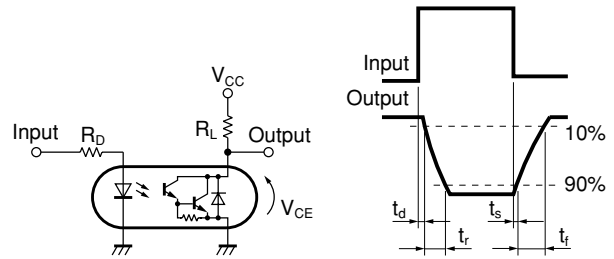 V_CC
Input
R_D
R_L
Output
V_CE
Input
Output
10%
90%
t_d
t_s
t_r
t_f